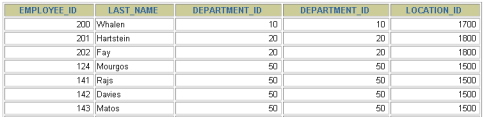 EMPLOYEE_ID LAST_NAME DEPARTMENT_ID DEPARTMENT_ID LOCATION_ID
200 Whalen 10 10 1700
201 Hartstein 20 20 1800
202 Fay 20 20 1800
124 Mourgos 50 50 1500
141 Rajs 50 50 1500
142 Davies 50 50 1500
143 Matos 50 50 1500